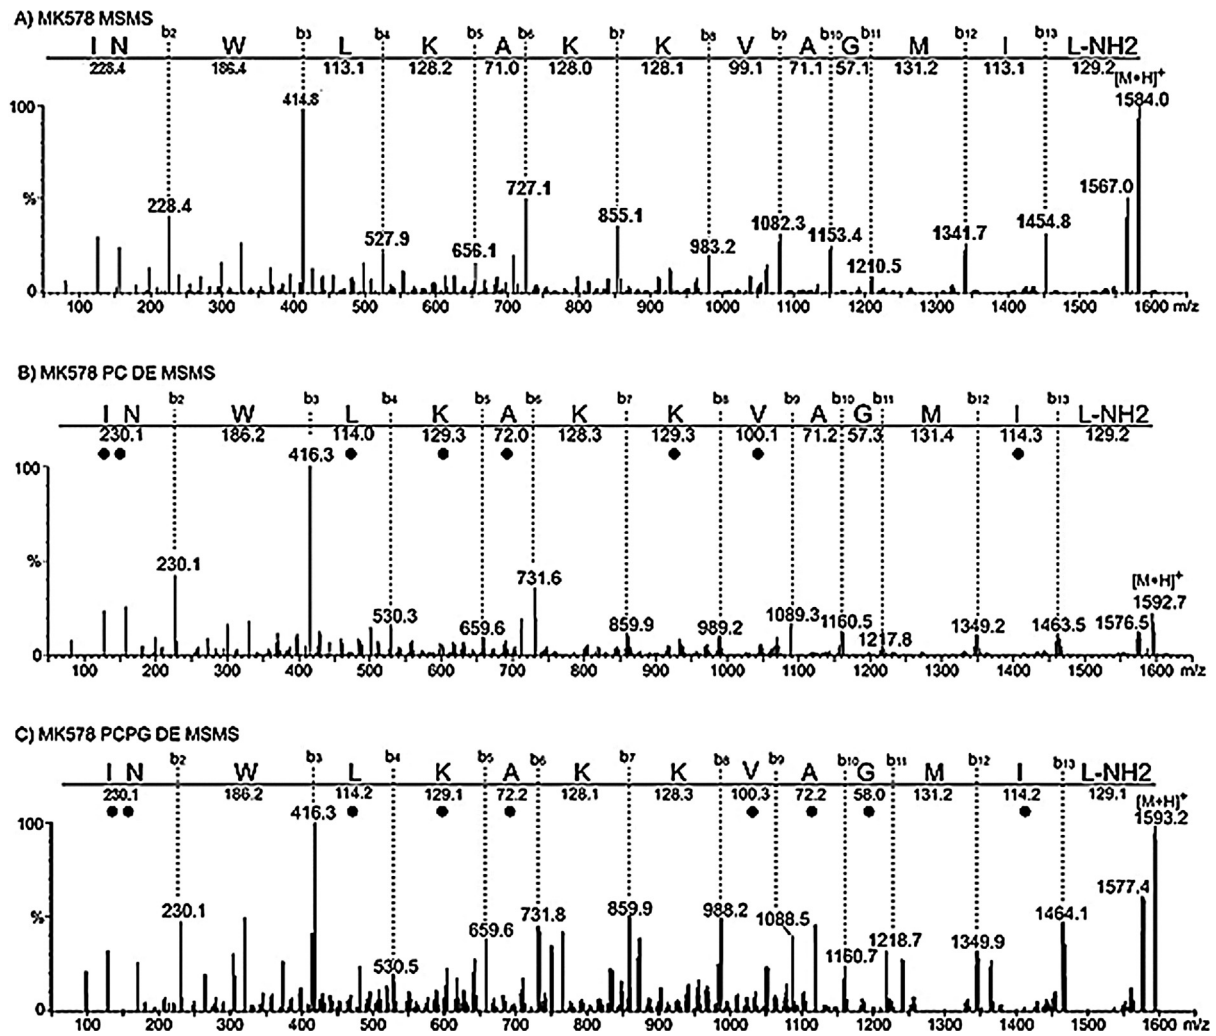 A) MK578 MSMS
b2 b3 b4 b5 b6 b7 b8 b9 b10 b11 b12 b13
I N W L K A K K V A G M I L-NH2
228.4 186.4 113.1 128.2 71.0 128.0 128.1 99.1 71.1 57.1 131.2 113.1 129.2
[M+H]+
100 414.8 1584.0
% 228.4 527.9 656.1 727.1 855.1 983.2 1082.3 1153.4 1210.5 1341.7 1454.8 1567.0
0
100 200 300 400 500 600 700 800 900 1000 1100 1200 1300 1400 1500 1600 m/z
B) MK578 PC DE MSMS
b2 b3 b4 b5 b6 b7 b8 b9 b10 b11 b12 b13
I N W L K A K K V A G M I L-NH2
230.1 186.2 114.0 129.3 72.0 128.3 129.3 100.1 71.2 57.3 131.4 114.3 129.2
100 416.3
% 230.1 530.3 659.6 731.6 859.9 989.2 1089.3 1160.5 1217.8 1349.2 1463.5 1576.5 [M+H]+ 1592.7
0
100 200 300 400 500 600 700 800 900 1000 1100 1200 1300 1400 1500 1600 m/z
C) MK578 PCPG DE MSMS
b2 b3 b4 b5 b6 b7 b8 b9 b10 b11 b12 b13
I N W L K A K K V A G M I L-NH2
230.1 186.2 114.2 129.1 72.2 128.1 128.3 100.3 72.2 58.0 131.2 114.2 129.1
[M+H]+
100 416.3 1593.2
% 230.1 530.5 659.6 731.8 859.9 988.2 1088.5 1160.7 1218.7 1349.9 1464.1 1577.4
0
100 200 300 400 500 600 700 800 900 1000 1100 1200 1300 1400 1500 1600 m/z